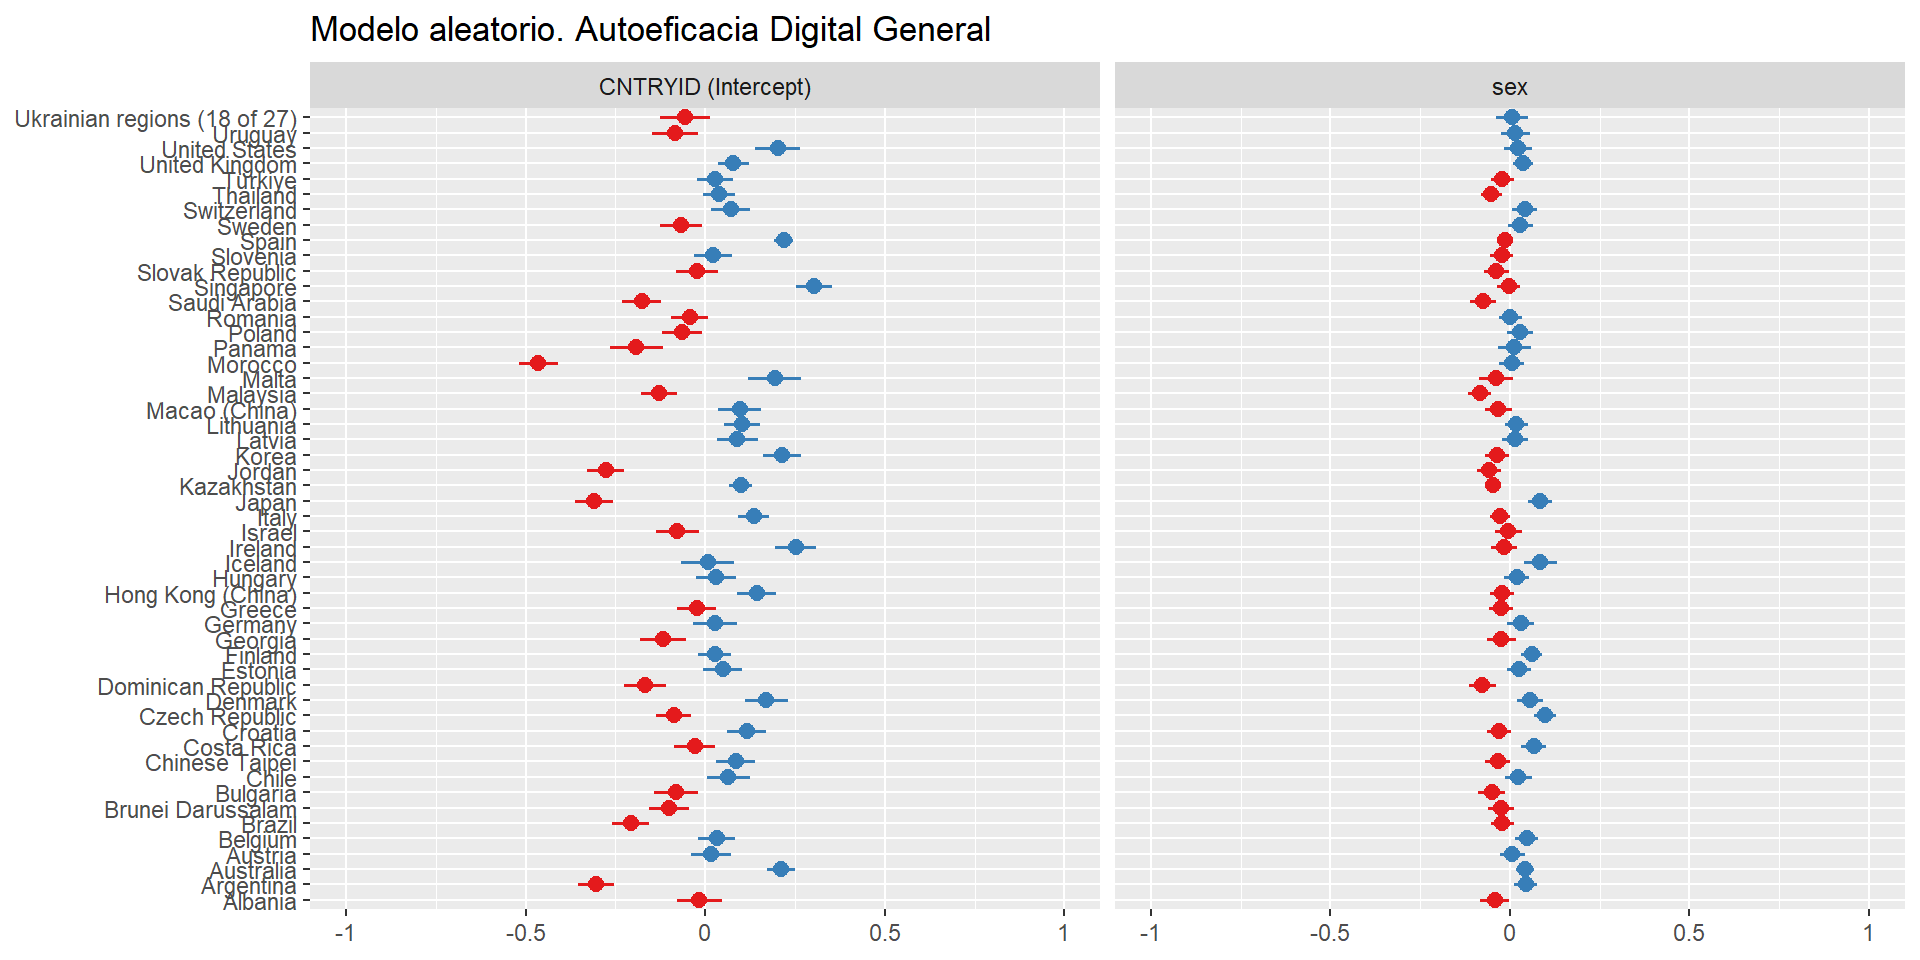 Modelo aleatorio. Autoeficacia Digital General
CNTRYID (Intercept)
sex
Ukrainian regions (18 of 27)
Uruguay
United States
United Kingdom
Türkiye
Thailand
Switzerland
Sweden
Spain
Slovenia
Slovak Republic
Singapore
Saudi Arabia
Romania
Poland
Panama
Morocco
Malta
Malaysia
Macao (China)
Lithuania
Latvia
Korea
Jordan
Kazakhstan
Japan
Italy
Israel
Ireland
Iceland
Hungary
Hong Kong (China)
Greece
Germany
Georgia
Finland
Estonia
Dominican Republic
Denmark
Czech Republic
Croatia
Costa Rica
Chinese Taipei
Chile
Bulgaria
Brunei Darussalam
Brazil
Belgium
Austria
Australia
Argentina
Albania
-1 -0.5 0 0.5 1
-1 -0.5 0 0.5 1